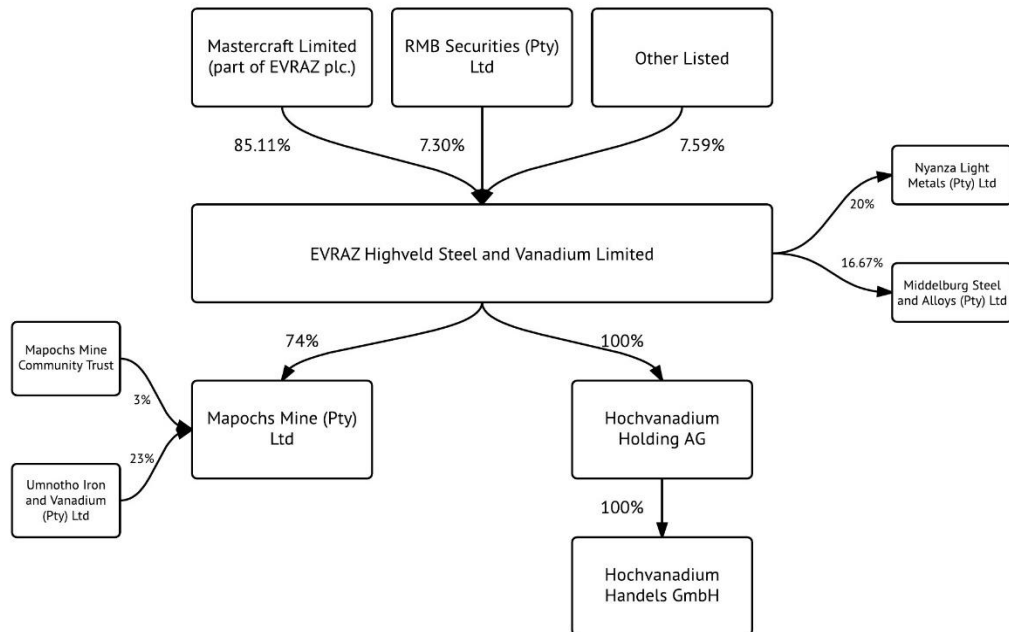 Mastercraft Limited
(part of EVRAZ plc.)
RMB Securities (Pty)
Ltd
Other Listed
85.11%
7.30%
7.59%
Nyanza Light
Metals (Pty) Ltd
20%
EVRAZ Highveld Steel and Vanadium Limited
16.67%
Middelburg Steel
and Alloys (Pty) Ltd
74%
100%
Mapochs Mine
Community Trust
3%
Mapochs Mine (Pty)
Ltd
Hochvanadium
Holding AG
23%
Umnotho Iron
and Vanadium
(Pty) Ltd
100%
Hochvanadium
Handels GmbH